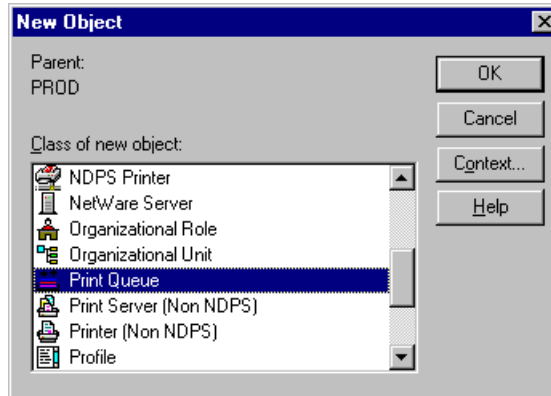 New Object
Parent:
PROD
Class of new object:
NDPS Printer
NetWare Server
Organizational Role
Organizational Unit
Print Queue
Print Server (Non NDPS)
Printer (Non NDPS)
Profile
OK
Cancel
Context...
Help